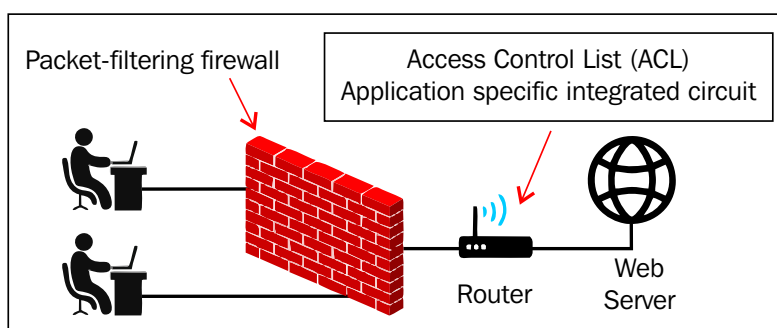 Packet-filtering firewall
Access Control List (ACL)
Application specific integrated circuit
Router
Web
Server